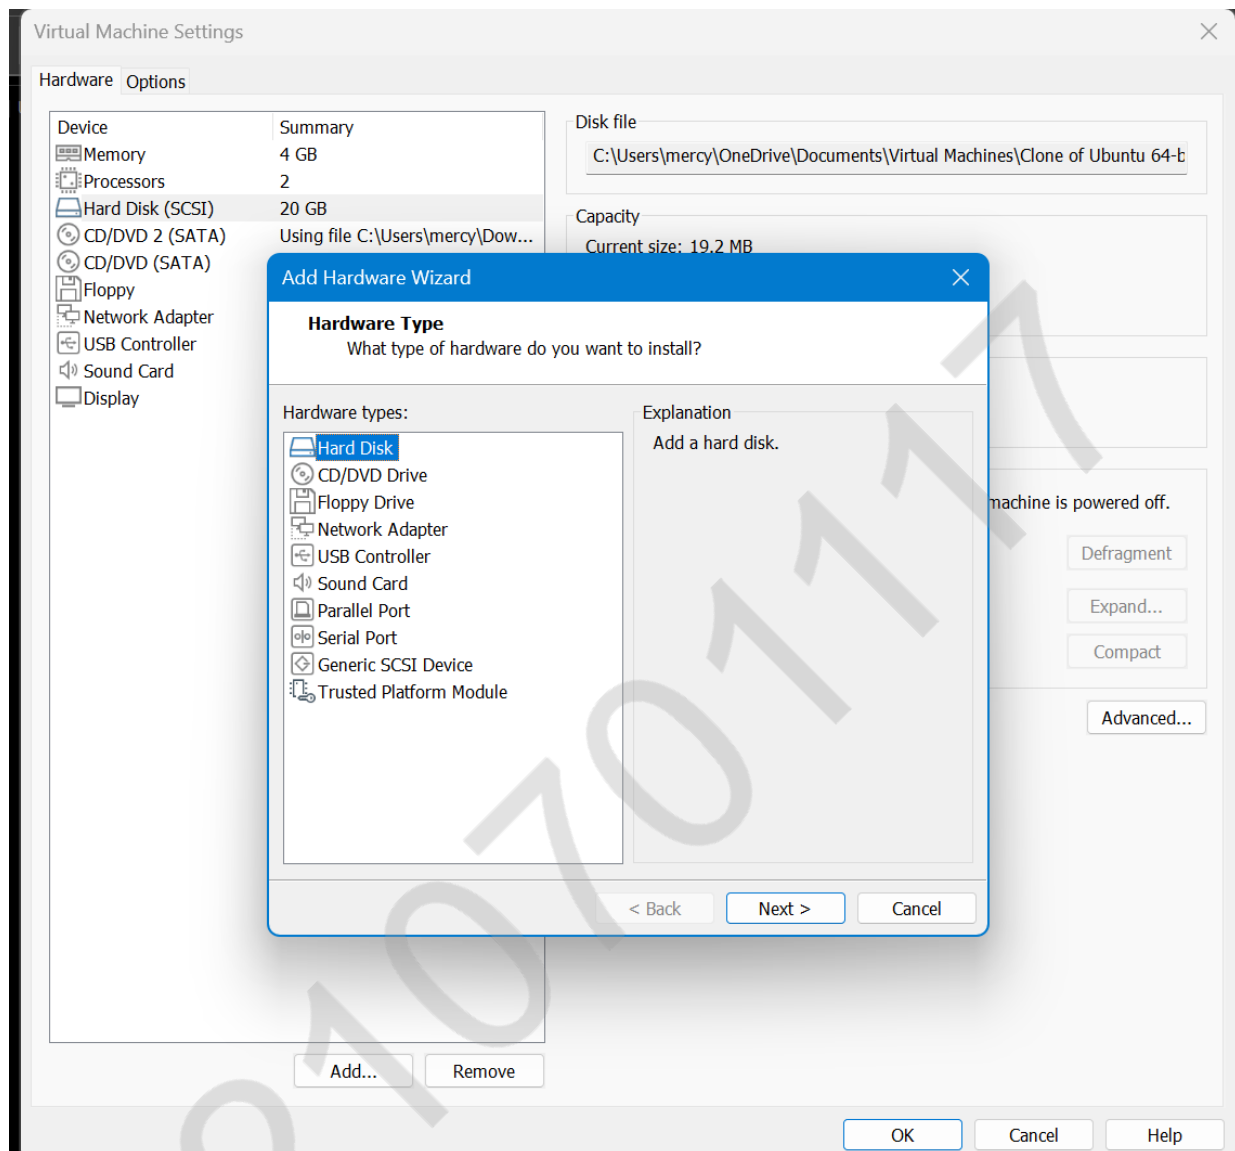 Virtual Machine Settings
Hardware Options
Device Summary
Memory 4 GB
Processors 2
Hard Disk (SCSI) 20 GB
CD/DVD 2 (SATA) Using file C:\Users\mercy\Dow...
CD/DVD (SATA)
Floppy
Network Adapter
USB Controller
Sound Card
Display
Disk file
C:\Users\mercy\OneDrive\Documents\Virtual Machines\Clone of Ubuntu 64-b
Capacity
Current size: 19.2 MB
Add Hardware Wizard
Hardware Type
What type of hardware do you want to install?
Hardware types:
Hard Disk
CD/DVD Drive
Floppy Drive
Network Adapter
USB Controller
Sound Card
Parallel Port
Serial Port
Generic SCSI Device
Trusted Platform Module
Explanation
Add a hard disk.
< Back Next > Cancel
machine is powered off.
Defragment
Expand...
Compact
Advanced...
Add... Remove
OK Cancel Help